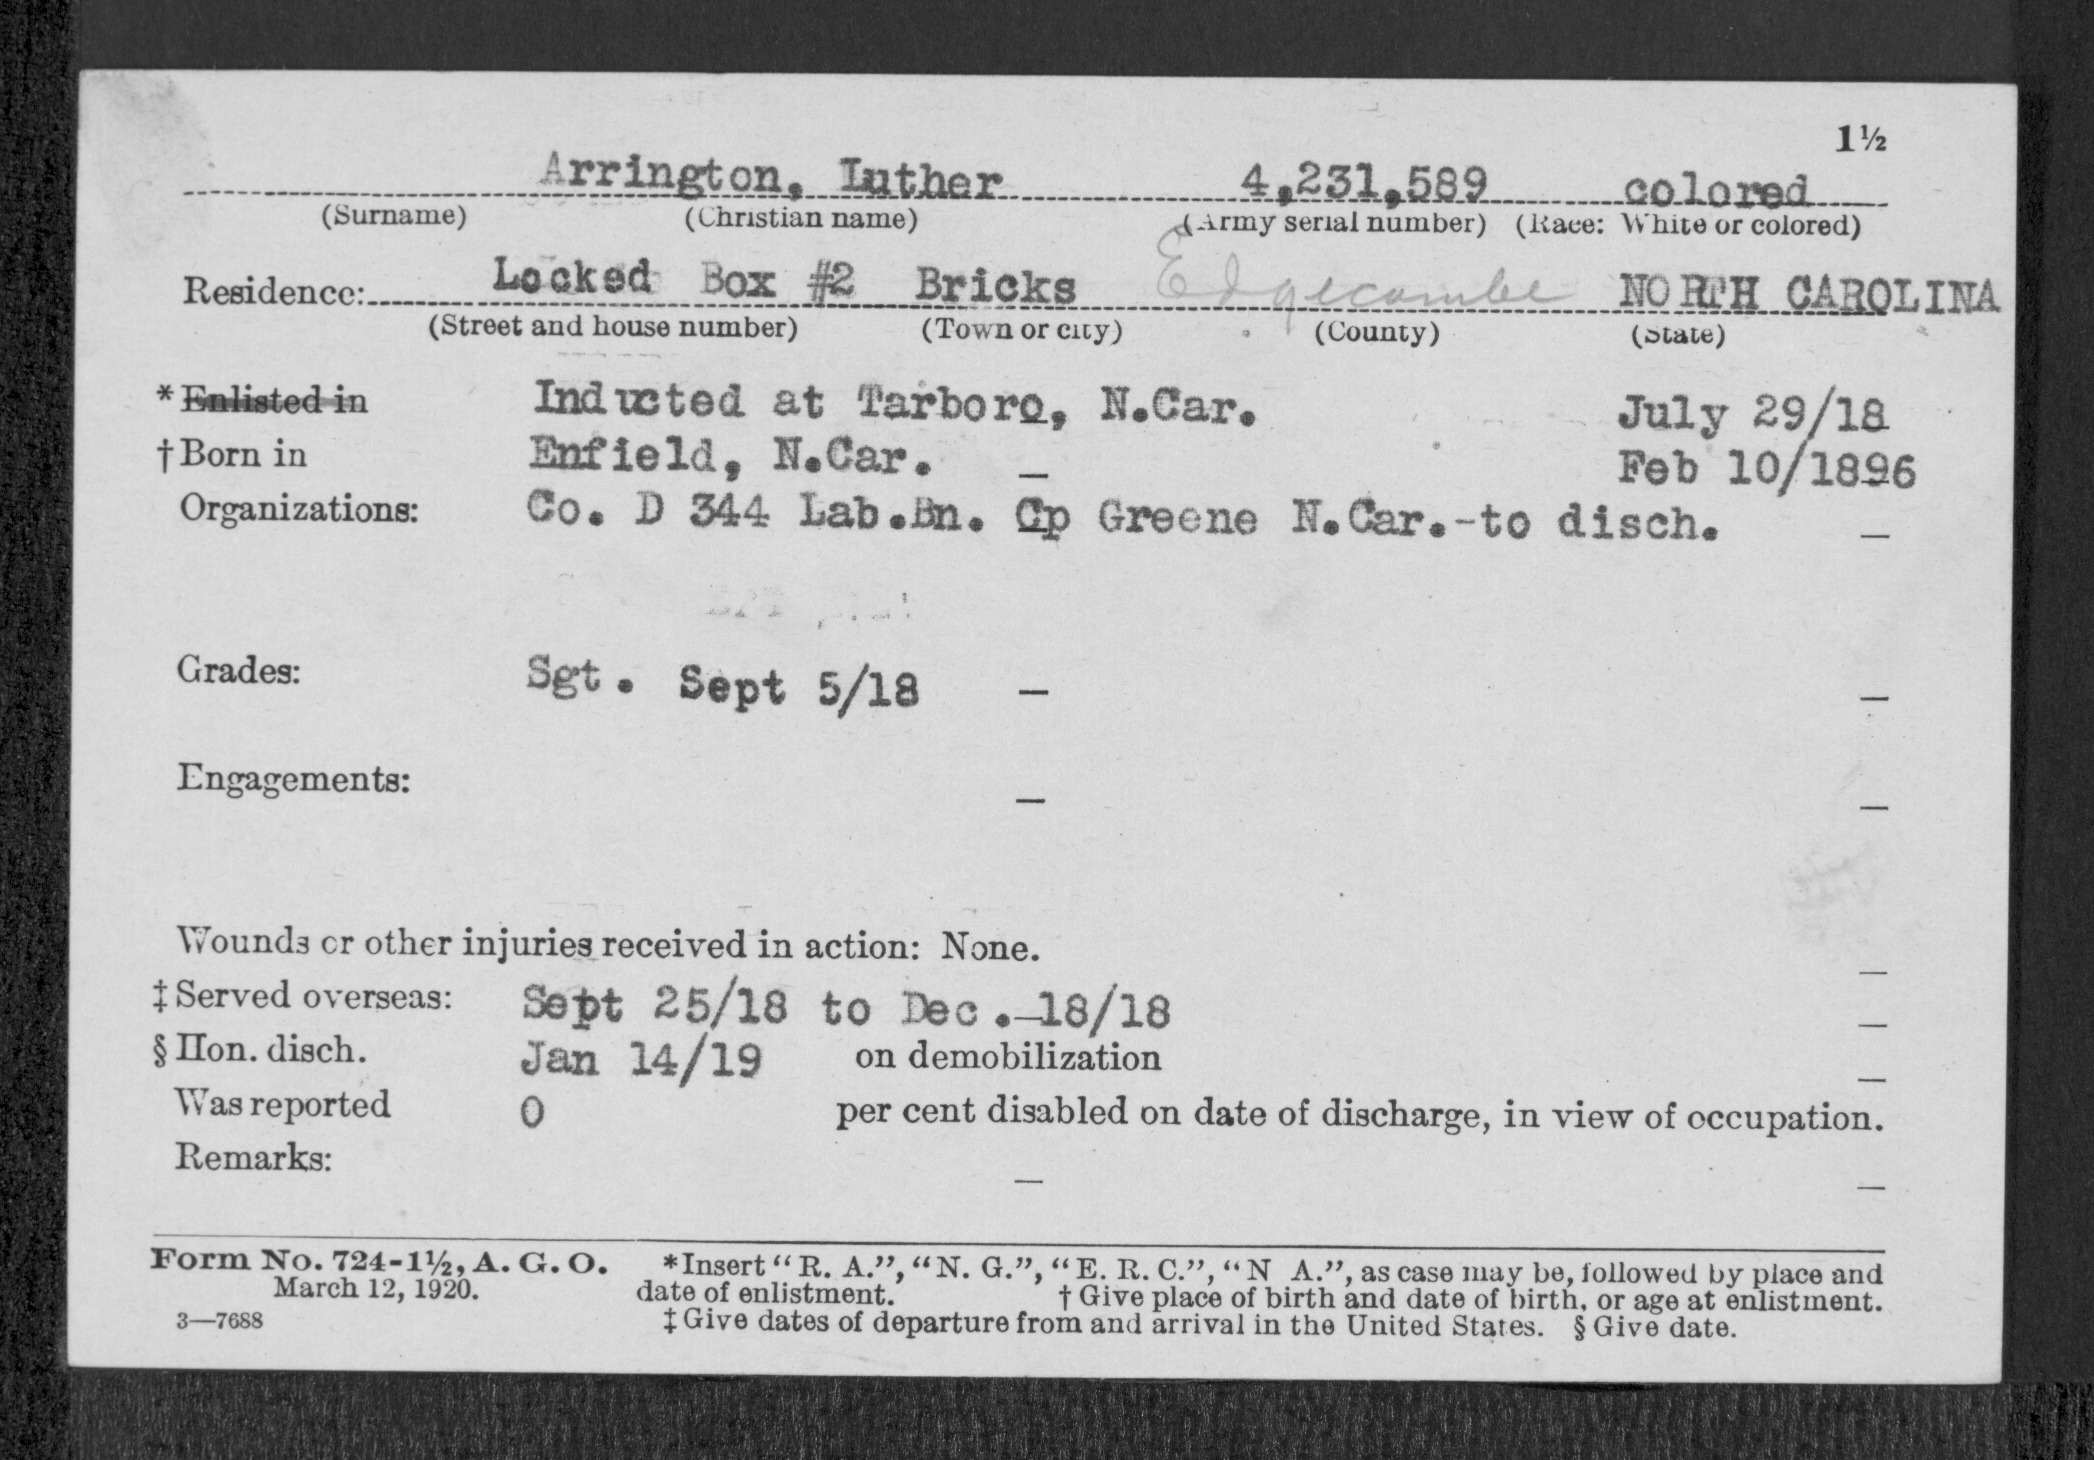 1½
Arrington, Luther 4,231,589 colored
(Surname) (Christian name) (Army serial number) (Race: White or colored)
Residence: Locked Box #2 Bricks Edgecombe NORTH CAROLINA
(Street and house number) (Town or city) (County) (State)
*Enlisted in Inducted at Tarboro, N.Car. July 29/18
†Born in Enfield, N.Car. – Feb 10/1896
Organizations: Co. D 344 Lab.Bn. Cp Greene N.Car.-to disch. –
Grades: Sgt. Sept 5/18 – –
Engagements: – –
Wounds or other injuries received in action: None. –
‡Served overseas: Sept 25/18 to Dec. 18/18 –
§Hon. disch. Jan 14/19 on demobilization –
Was reported 0 per cent disabled on date of discharge, in view of occupation.
Remarks: – –
Form No. 724-1½, A. G. O. *Insert "R. A.", "N. G.", "E. R. C.", "N A.", as case may be, followed by place and
March 12, 1920. date of enlistment. †Give place of birth and date of birth, or age at enlistment.
3—7688 ‡Give dates of departure from and arrival in the United States. §Give date.